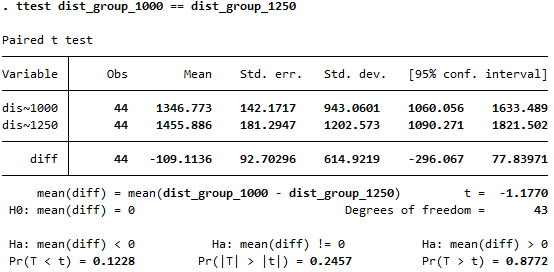 . ttest dist_group_1000 == dist_group_1250
Paired t test
Variable | Obs Mean Std. err. Std. dev. [95% conf. interval]
dis~1000 | 44 1346.773 142.1717 943.0601 1060.056 1633.489
dis~1250 | 44 1455.886 181.2947 1202.573 1090.271 1821.502
diff | 44 -109.1136 92.70296 614.9219 -296.067 77.83971
mean(diff) = mean(dist_group_1000 - dist_group_1250) t = -1.1770
H0: mean(diff) = 0 Degrees of freedom = 43
Ha: mean(diff) < 0 Ha: mean(diff) != 0 Ha: mean(diff) > 0
Pr(T < t) = 0.1228 Pr(|T| > |t|) = 0.2457 Pr(T > t) = 0.8772